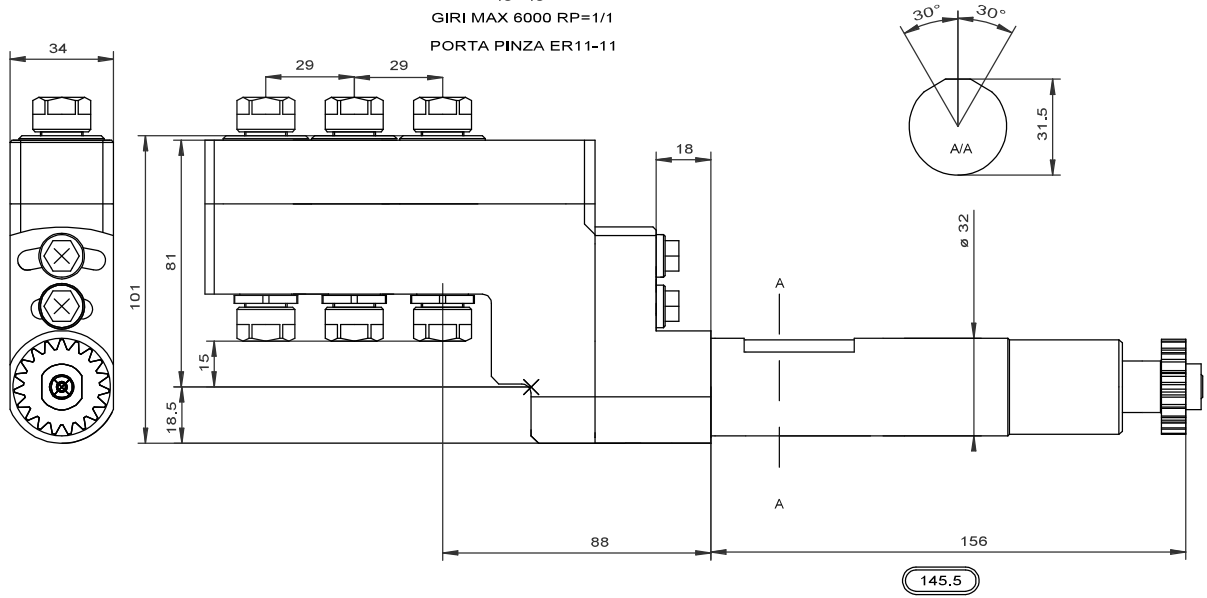 GIRI MAX 6000 RP=1/1
PORTA PINZA ER11-11
34
29
29
30°
30°
A/A
31.5
18
ø 32
81
101
15
18.5
A
A
88
156
145.5